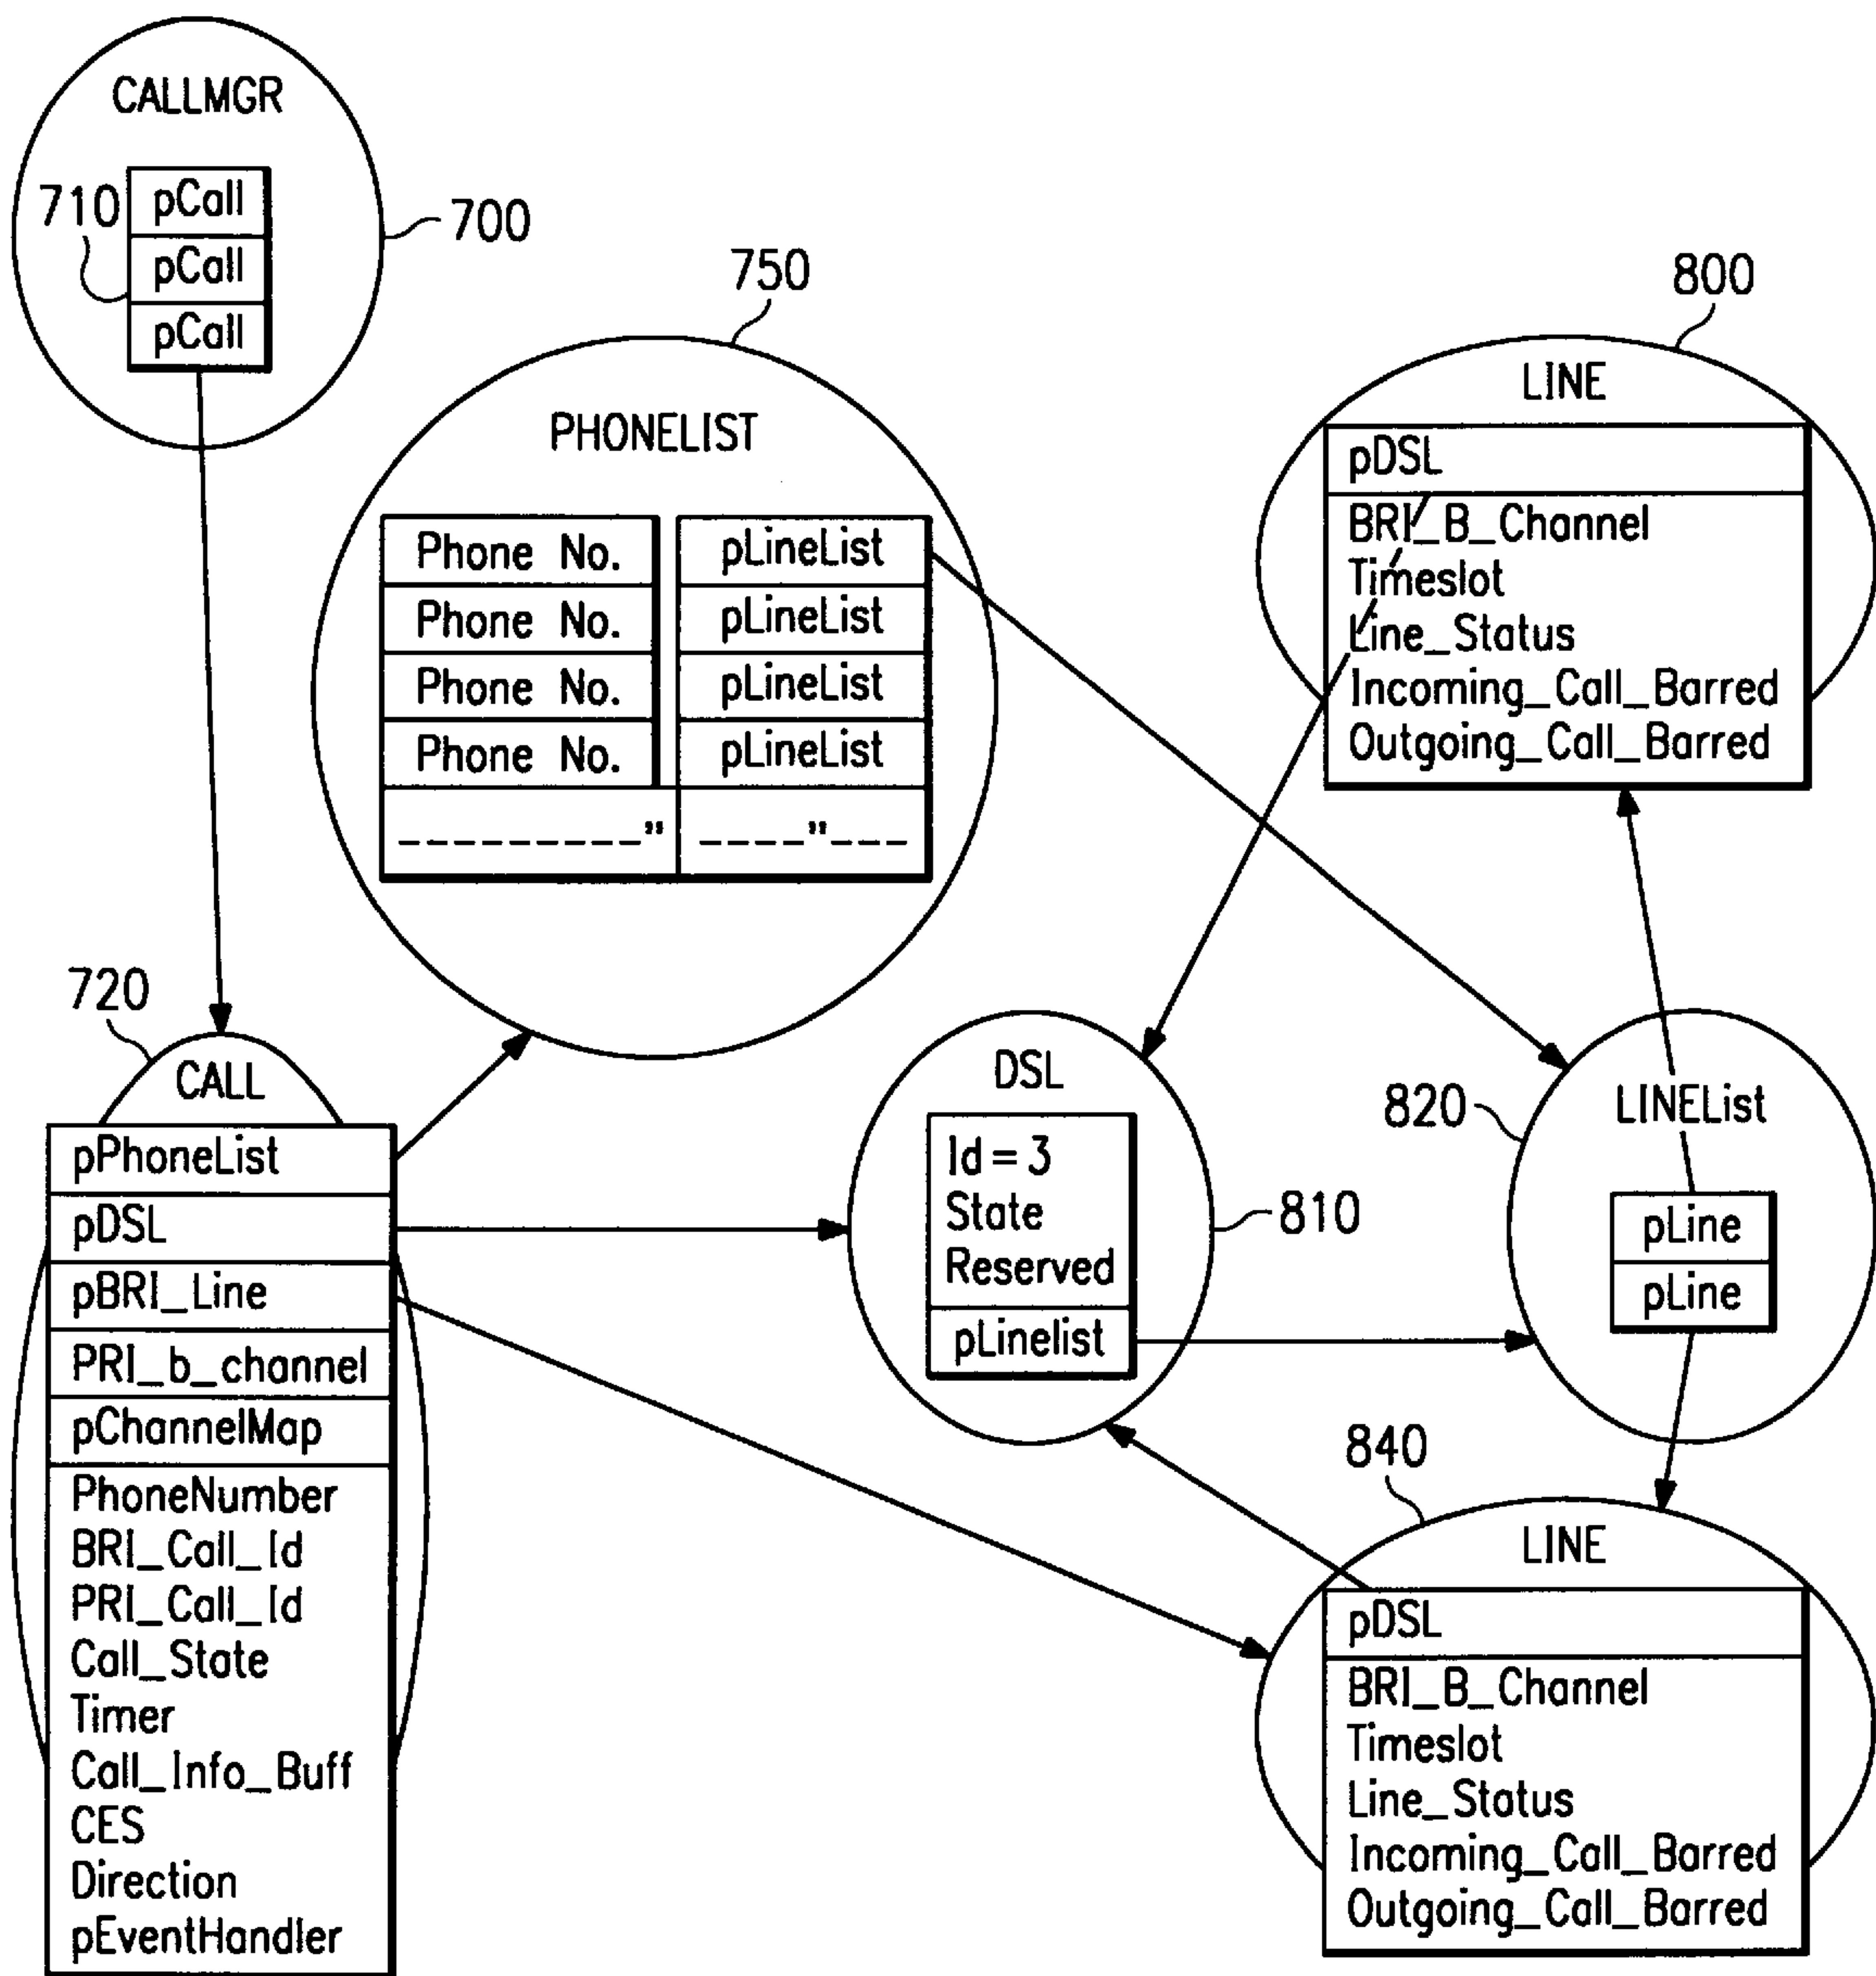 CALLMGR
710
pCall
pCall
pCall
700
750
PHONELIST
Phone No. pLineList
Phone No. pLineList
Phone No. pLineList
Phone No. pLineList
_ _ _ _ _ _ _ _ _" _ _ _ _"_ _ _
800
LINE
pDSL
BRI_B_Channel
Timeslot
Line_Status
Incoming_Call_Barred
Outgoing_Call_Barred
720
CALL
pPhoneList
pDSL
pBRI_Line
PRI_b_channel
pChannelMap
PhoneNumber
BRI_Call_Id
PRI_Call_Id
Call_State
Timer
Call_Info_Buff
CES
Direction
pEventHandler
DSL
Id = 3
State
Reserved
pLinelist
810
820
LINEList
pLine
pLine
840
LINE
pDSL
BRI_B_Channel
Timeslot
Line_Status
Incoming_Call_Barred
Outgoing_Call_Barred